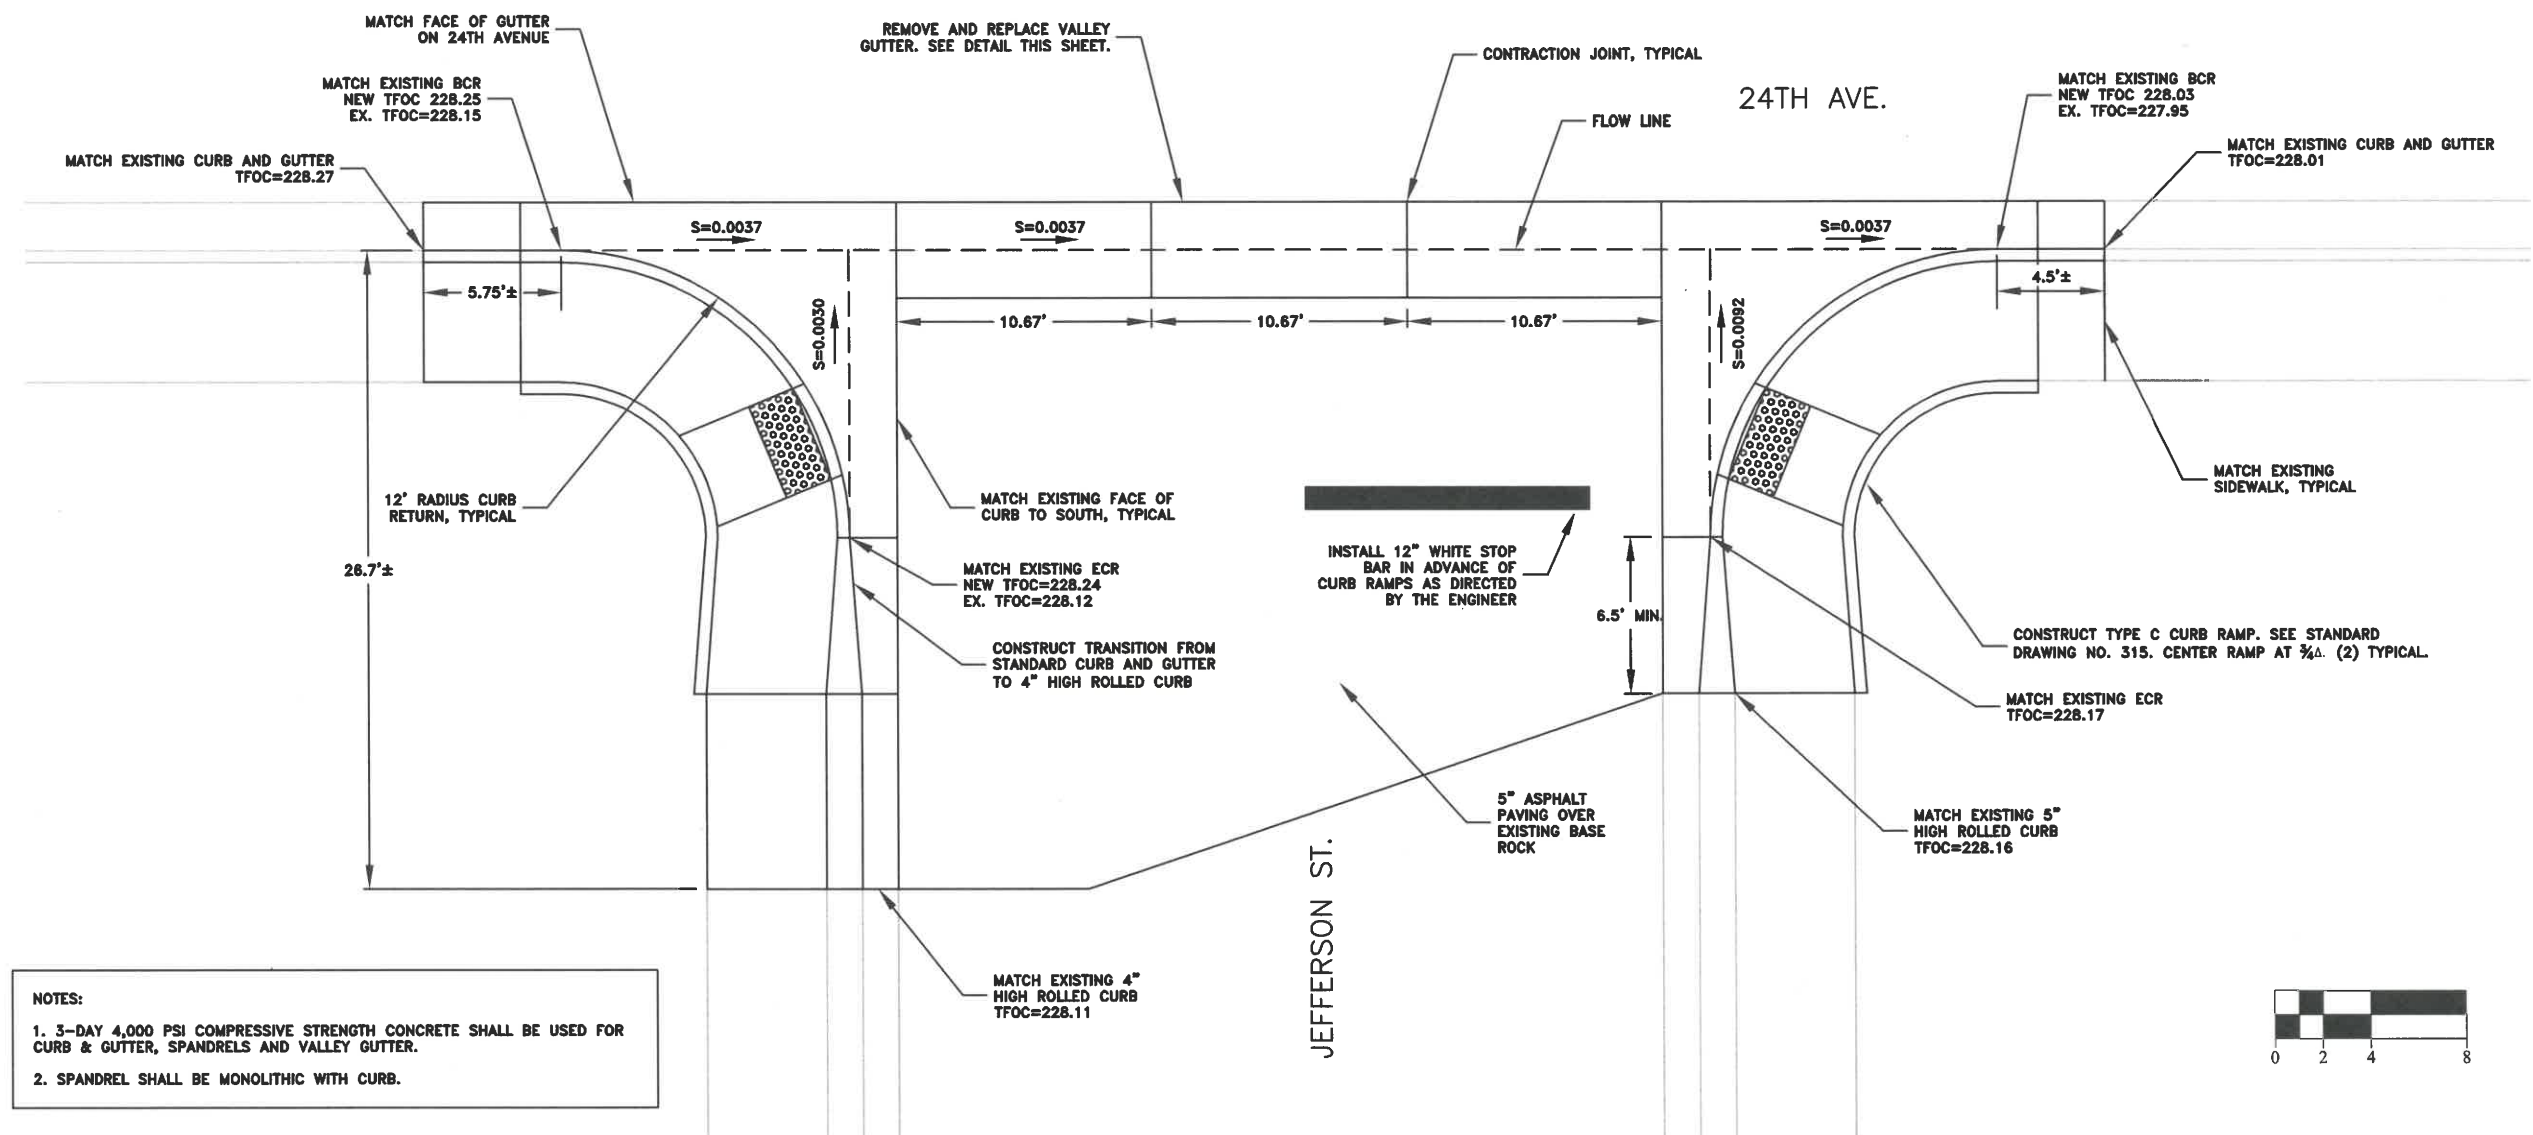 MATCH FACE OF GUTTER
ON 24TH AVENUE
REMOVE AND REPLACE VALLEY
GUTTER. SEE DETAIL THIS SHEET.
CONTRACTION JOINT, TYPICAL
24TH AVE.
MATCH EXISTING BCR
NEW TFOC 228.25
EX. TFOC=228.15
FLOW LINE
MATCH EXISTING BCR
NEW TFOC 228.03
EX. TFOC=227.95
MATCH EXISTING CURB AND GUTTER
TFOC=228.27
MATCH EXISTING CURB AND GUTTER
TFOC=228.01
S=0.0037
S=0.0037
S=0.0037
5.75'±
4.5'±
S=0.0030
10.67'
10.67'
10.67'
S=0.0092
12' RADIUS CURB
RETURN, TYPICAL
MATCH EXISTING FACE OF
CURB TO SOUTH, TYPICAL
MATCH EXISTING
SIDEWALK, TYPICAL
26.7'±
MATCH EXISTING ECR
NEW TFOC=228.24
EX. TFOC=228.12
INSTALL 12" WHITE STOP
BAR IN ADVANCE OF
CURB RAMPS AS DIRECTED
BY THE ENGINEER
6.5' MIN.
CONSTRUCT TRANSITION FROM
STANDARD CURB AND GUTTER
TO 4" HIGH ROLLED CURB
CONSTRUCT TYPE C CURB RAMP. SEE STANDARD
DRAWING NO. 315. CENTER RAMP AT ¾Δ. (2) TYPICAL.
MATCH EXISTING ECR
TFOC=228.17
5" ASPHALT
PAVING OVER
EXISTING BASE
ROCK
MATCH EXISTING 5"
HIGH ROLLED CURB
TFOC=228.16
JEFFERSON ST.
MATCH EXISTING 4"
HIGH ROLLED CURB
TFOC=228.11
NOTES:
1. 3-DAY 4,000 PSI COMPRESSIVE STRENGTH CONCRETE SHALL BE USED FOR
CURB & GUTTER, SPANDRELS AND VALLEY GUTTER.
2. SPANDREL SHALL BE MONOLITHIC WITH CURB.
0 2 4 8